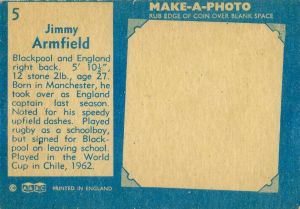 5
Jimmy
Armfield
Blackpool and England
right back. 5' 10½",
12 stone 2lb., age 27.
Born in Manchester, he
took over as England
captain last season.
Noted for his speedy
upfield dashes. Played
rugby as a schoolboy,
but signed for Black-
pool on leaving school.
Played in the World
Cup in Chile, 1962.
© A&BC PRINTED IN ENGLAND
MAKE-A-PHOTO
RUB EDGE OF COIN OVER BLANK SPACE